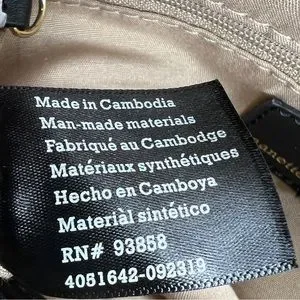 Made in Cambodia
Man-made materials
Fabriqué au Cambodge
Matériaux synthétiques
Hecho en Camboya
Material sintético
RN# 93858
4051642-092319